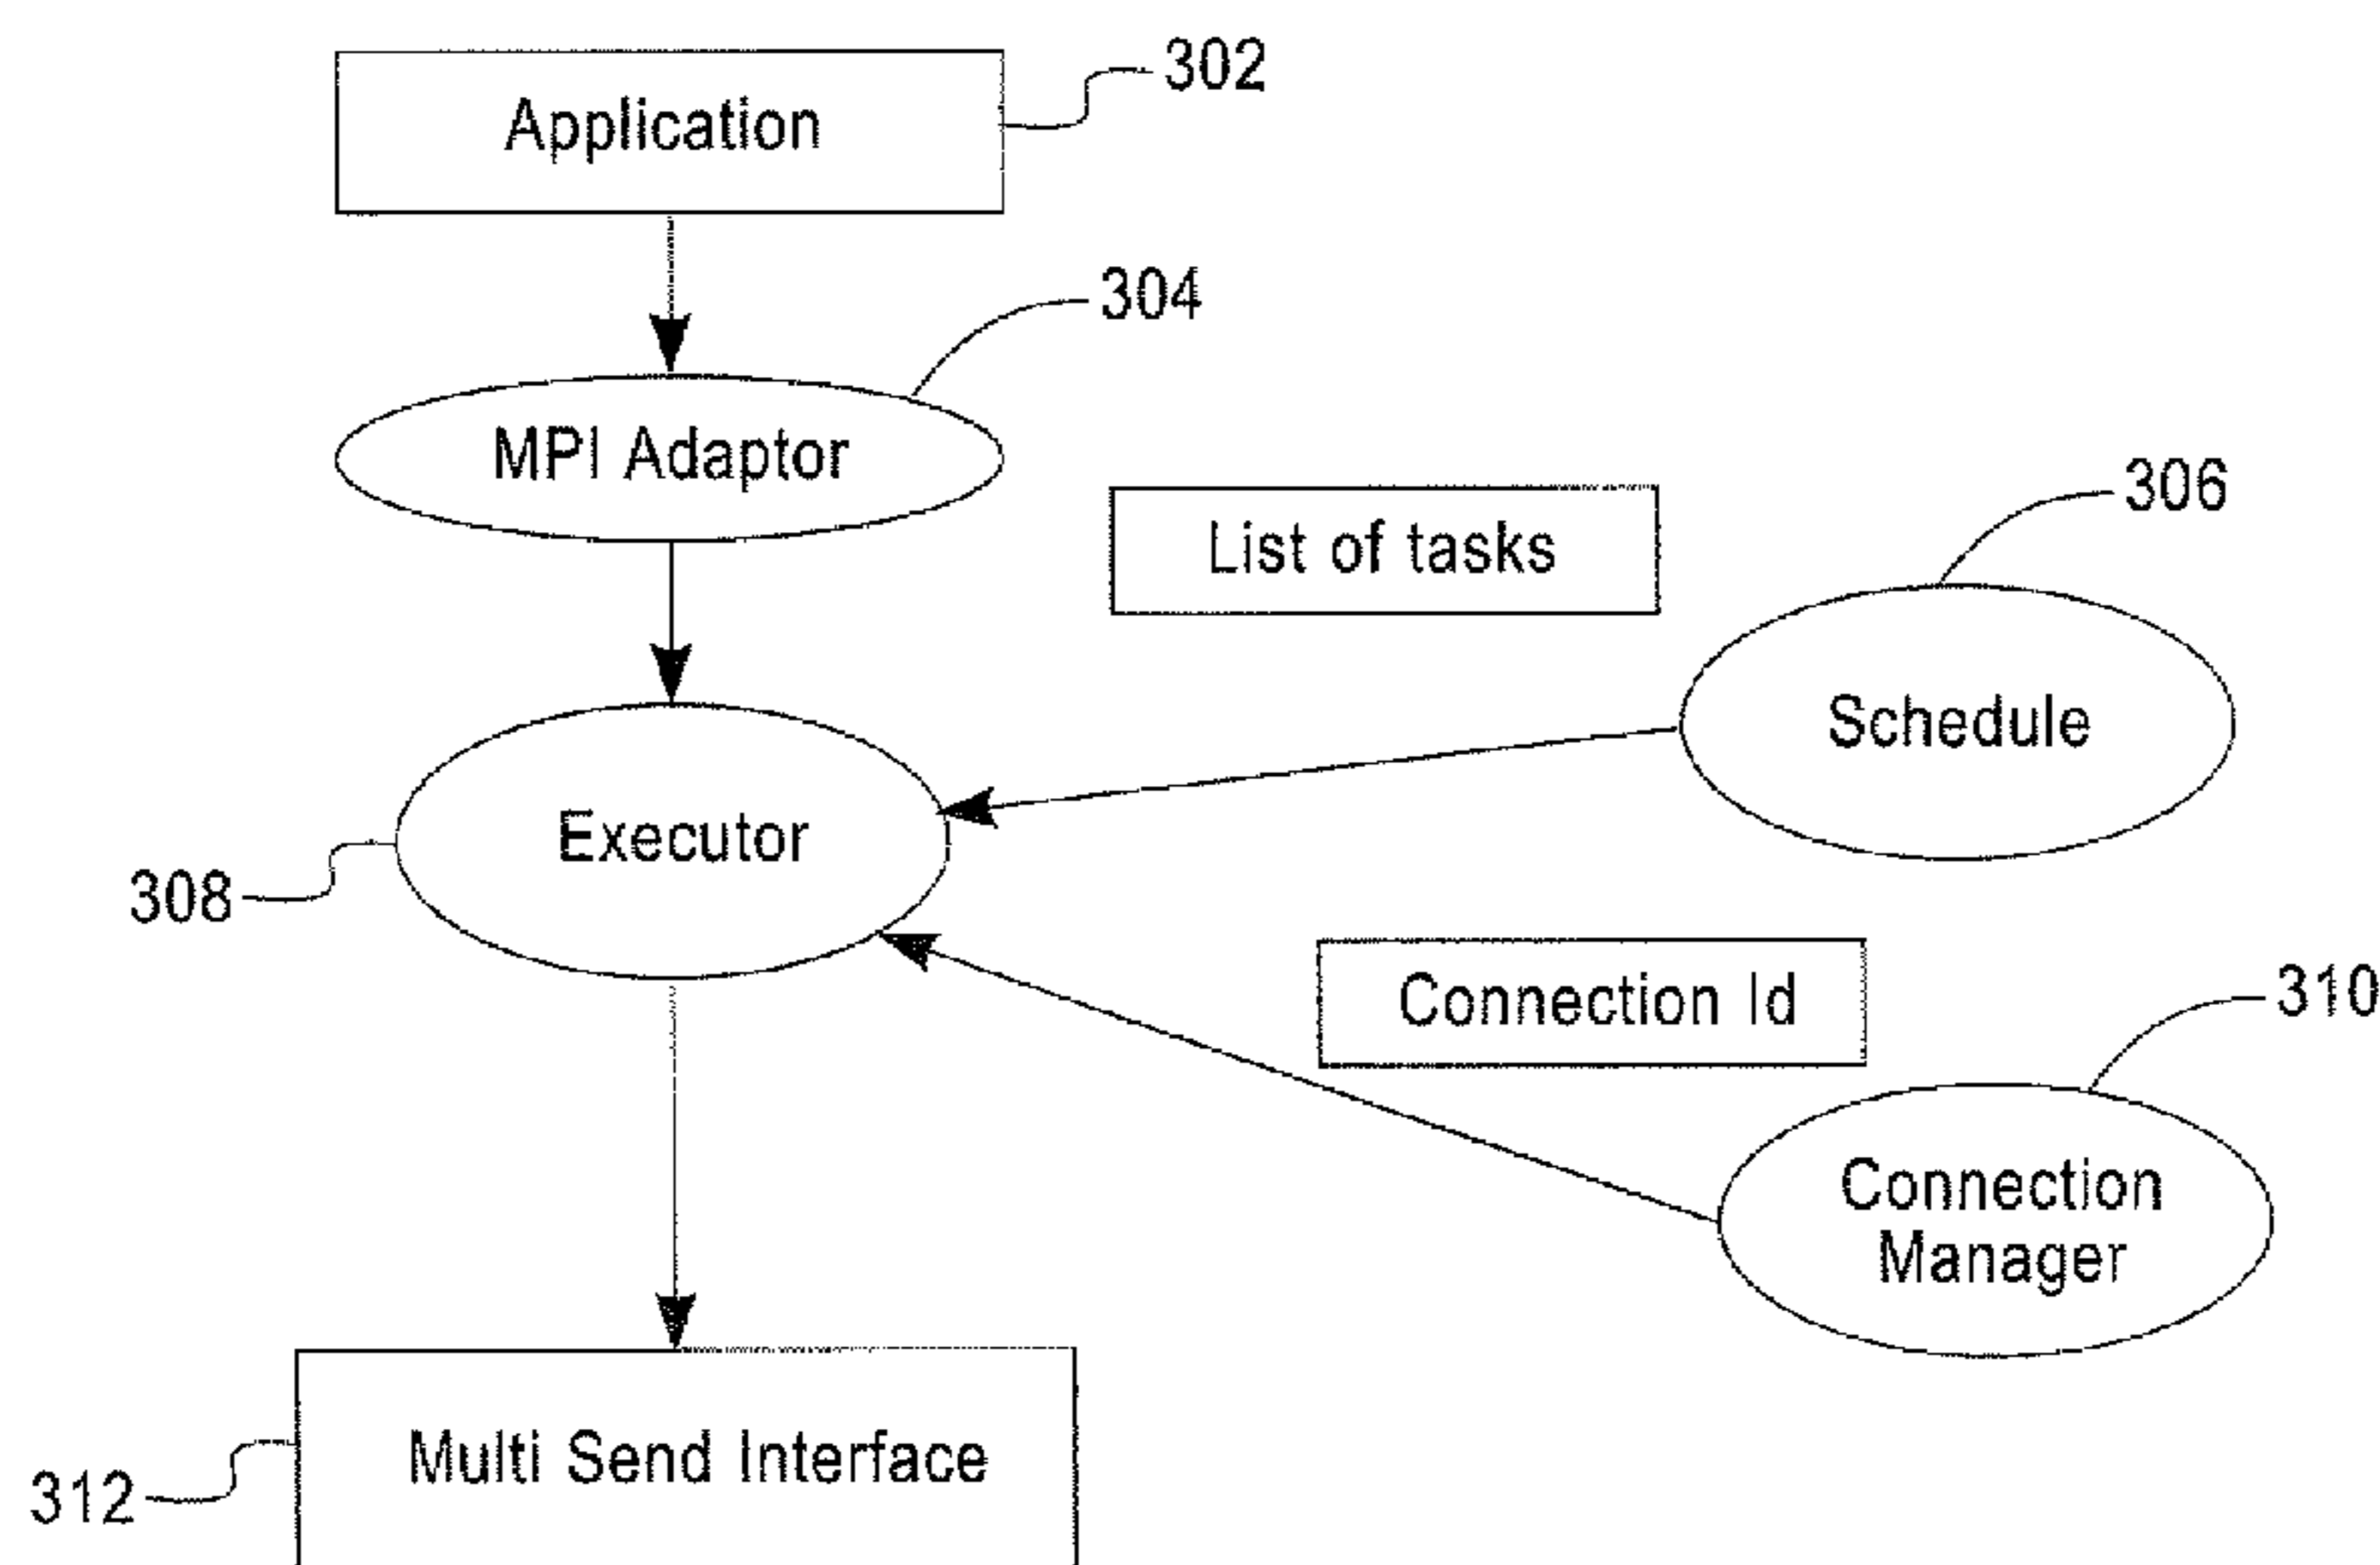 Application
302
304
MPI Adaptor
306
List of tasks
Schedule
Executor
308
Connection Id
310
Connection
Manager
Multi Send Interface
312